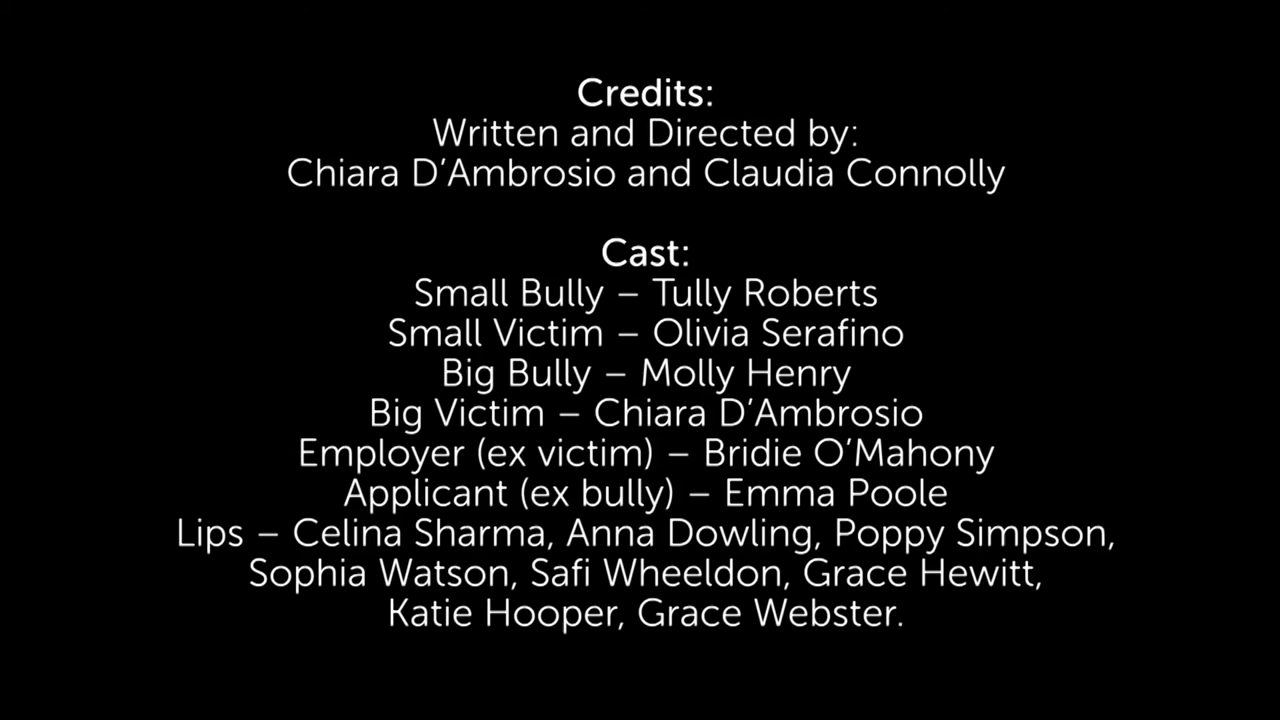 Credits:
Written and Directed by:
Chiara D’Ambrosio and Claudia Connolly
Cast:
Small Bully – Tully Roberts
Small Victim – Olivia Serafino
Big Bully – Molly Henry
Big Victim – Chiara D’Ambrosio
Employer (ex victim) – Bridie O’Mahony
Applicant (ex bully) – Emma Poole
Lips – Celina Sharma, Anna Dowling, Poppy Simpson,
Sophia Watson, Safi Wheeldon, Grace Hewitt,
Katie Hooper, Grace Webster.